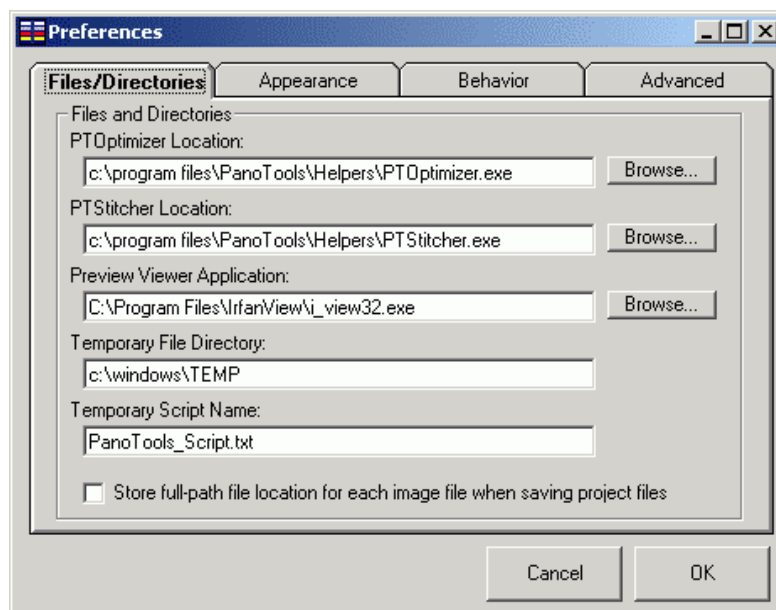 Preferences
Files/Directories
Appearance
Behavior
Advanced
Files and Directories
PTOptimizer Location:
c:\program files\PanoTools\Helpers\PTOptimizer.exe
Browse...
PTStitcher Location:
c:\program files\PanoTools\Helpers\PTStitcher.exe
Browse...
Preview Viewer Application:
C:\Program Files\IrfanView\i_view32.exe
Browse...
Temporary File Directory:
c:\windows\TEMP
Temporary Script Name:
PanoTools_Script.txt
Store full-path file location for each image file when saving project files
Cancel
OK